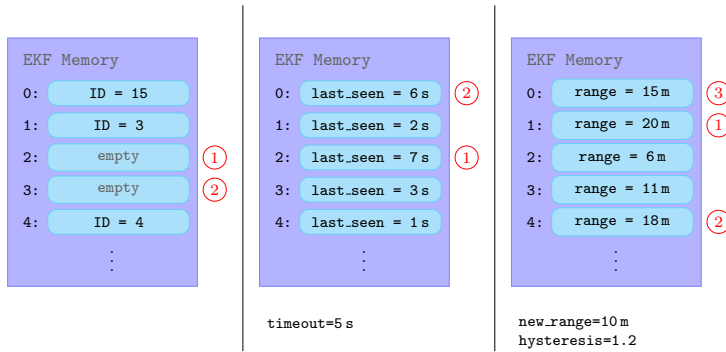 EKF Memory
0: ID = 15
1: ID = 3
2: empty 1
3: empty 2
4: ID = 4
⋮
EKF Memory
0: last_seen = 6 s 2
1: last_seen = 2 s
2: last_seen = 7 s 1
3: last_seen = 3 s
4: last_seen = 1 s
⋮
timeout=5 s
EKF Memory
0: range = 15 m 3
1: range = 20 m 1
2: range = 6 m
3: range = 11 m
4: range = 18 m 2
⋮
new_range=10 m
hysteresis=1.2